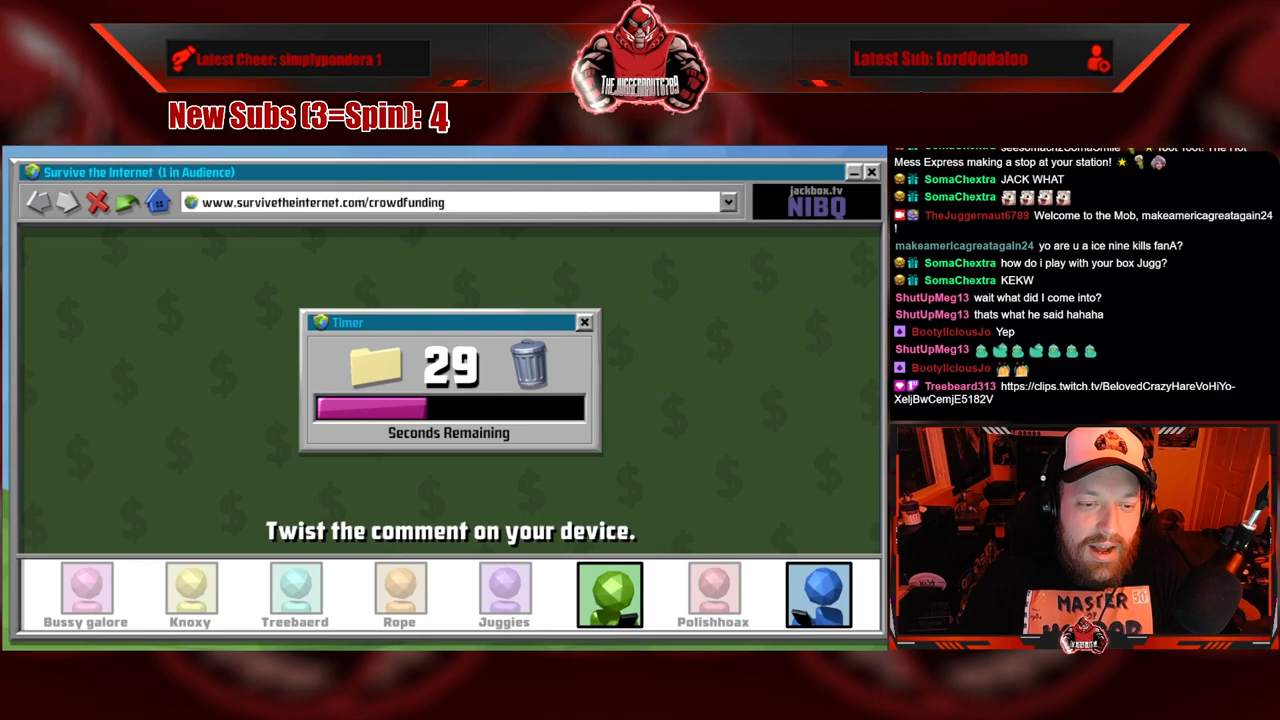 Latest Cheer: simplypandora 1
THEJUGGERNAUT6789
Latest Sub: LordOodaloo
New Subs (3=Spin): 4
Survive the Internet (1 in Audience)
www.survivetheinternet.com/crowdfunding
jackbox.tv
NIBQ
Timer
29
Seconds Remaining
Twist the comment on your device.
Bussy galore
Knoxy
Treebaerd
Rope
Juggies
Polishhoax
Mess Express making a stop at your station!
SomaChextra JACK WHAT
SomaChextra
TheJuggernaut6789 Welcome to the Mob, makeamericagreatagain24
!
makeamericagreatagain24 yo are u a ice nine kills fanA?
SomaChextra how do i play with your box Jugg?
SomaChextra KEKW
ShutUpMeg13 wait what did I come into?
ShutUpMeg13 thats what he said hahaha
BootyliciousJo Yep
ShutUpMeg13
BootyliciousJo
Treebeard313 https://clips.twitch.tv/BelovedCrazyHareVoHiYo-
XeljBwCemjE5182V
MASTER
50